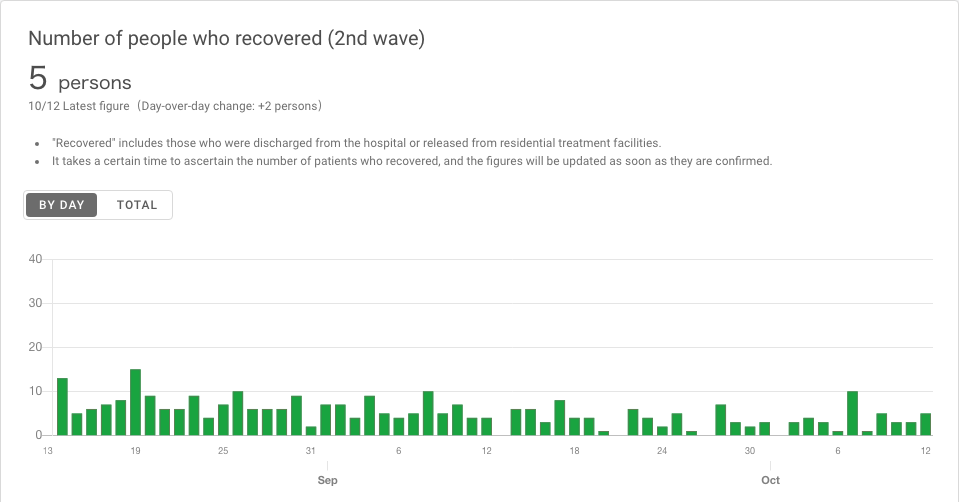 Number of people who recovered (2nd wave)
5 persons
10/12 Latest figure (Day-over-day change: +2 persons)
• "Recovered" includes those who were discharged from the hospital or released from residential treatment facilities.
• It takes a certain time to ascertain the number of patients who recovered, and the figures will be updated as soon as they are confirmed.
BY DAY TOTAL
40
30
20
10
0
13 19 25 31 6 12 18 24 30 6 12
Sep Oct